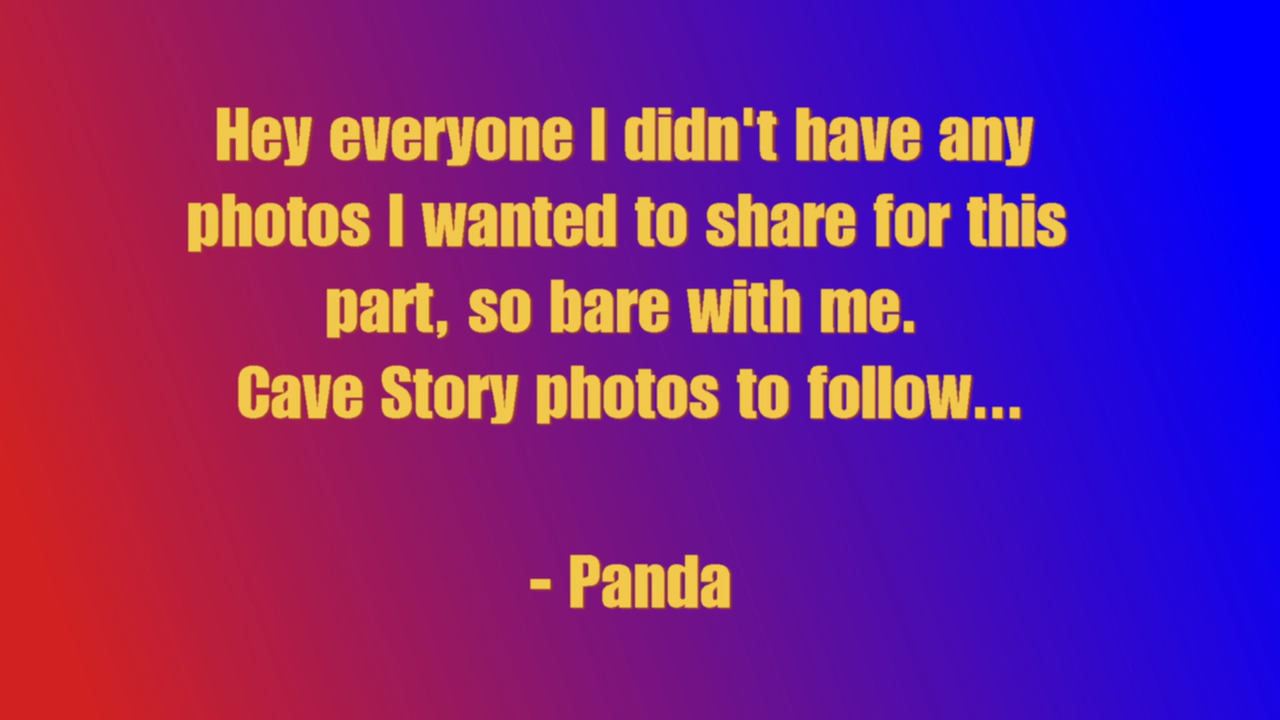 Hey everyone I didn't have any
photos I wanted to share for this
part, so bare with me.
Cave Story photos to follow...
- Panda